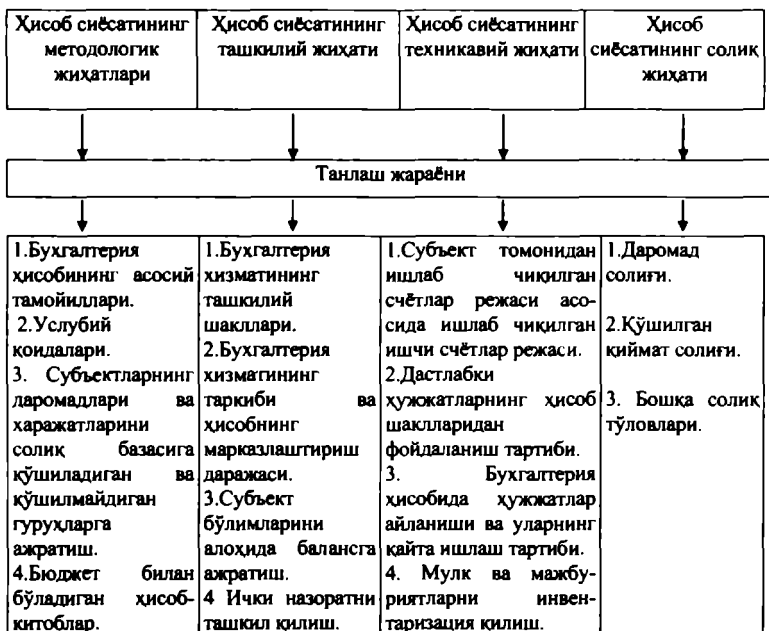 Ҳисоб сиёсатининг
методологик
жиҳатлари
Ҳисоб сиёсатининг
ташкилий жиҳати
Ҳисоб сиёсатининг
техникавий жиҳати
Ҳисоб
сиёсатининг солиқ
жиҳати
Танлаш жараёни
1.Бухгалтерия
ҳисобининг асосий
тамойиллари.
2.Услубий
қоидалари.
3. Субъектларнинг
даромадлари ва
харажатларини
солиқ базасига
қўшиладиган ва
қўшилмайдиган
гуруҳларга
ажратиш.
4.Бюджет билан
бўладиган ҳисоб-
китоблар.
1.Бухгалтерия
хизматининг
ташкилий
шакллари.
2.Бухгалтерия
хизматининг
таркиби ва
ҳисобнинг
марказлаштириш
даражаси.
3.Субъект
бўлимларини
алоҳида балансга
ажратиш.
4 Ички назоратни
ташкил қилиш.
1.Субъект томонидан
ишлаб чиқилган
счётлар режаси асо-
сида ишлаб чиқилган
ишчи счётлар режаси.
2.Дастлабки
ҳужжатларнинг ҳисоб
шаклларидан
фойдаланиш тартиби.
3. Бухгалтерия
ҳисобида ҳужжатлар
айланиши ва уларнинг
қайта ишлаш тартиби.
4. Мулк ва мажбу-
риятларни инвен-
таризация қилиш.
1.Даромад
солиғи.
2.Қўшилган
қиймат солиғи.
3. Бошқа солиқ
тўловлари.